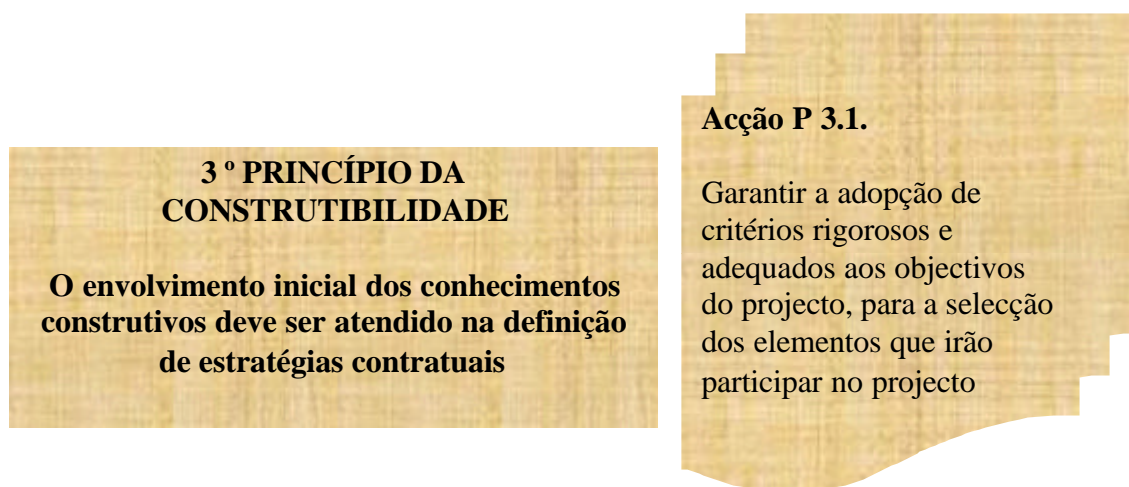 3 º PRINCÍPIO DA
CONSTRUTIBILIDADE
O envolvimento inicial dos conhecimentos
construtivos deve ser atendido na definição
de estratégias contratuais
Acção P 3.1.
Garantir a adopção de
critérios rigorosos e
adequados aos objectivos
do projecto, para a selecção
dos elementos que irão
participar no projecto